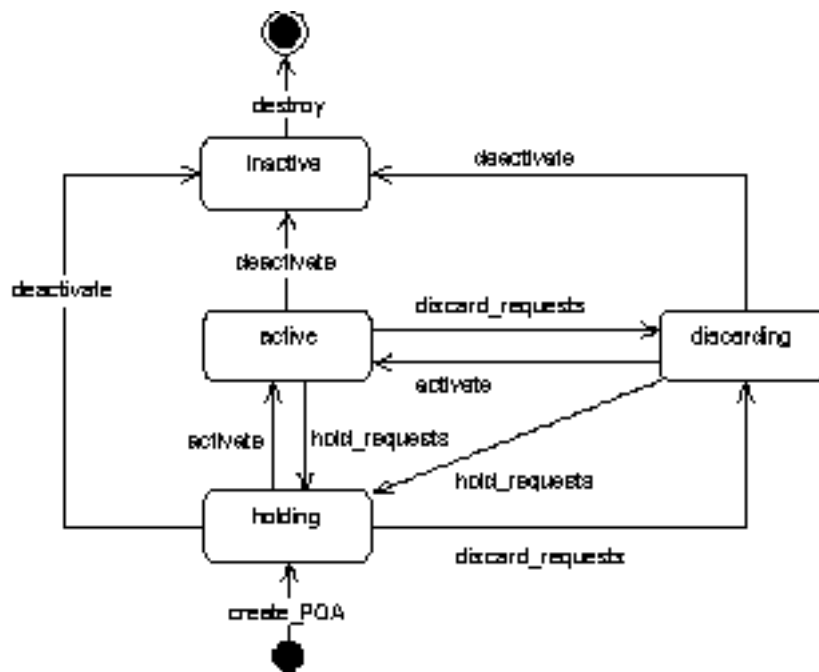 destroy
inactive
deactivate
deactivate
deactivate
discard_requests
active
discarding
activate
activate
hold_requests
hold_requests
holding
discard_requests
create_POA